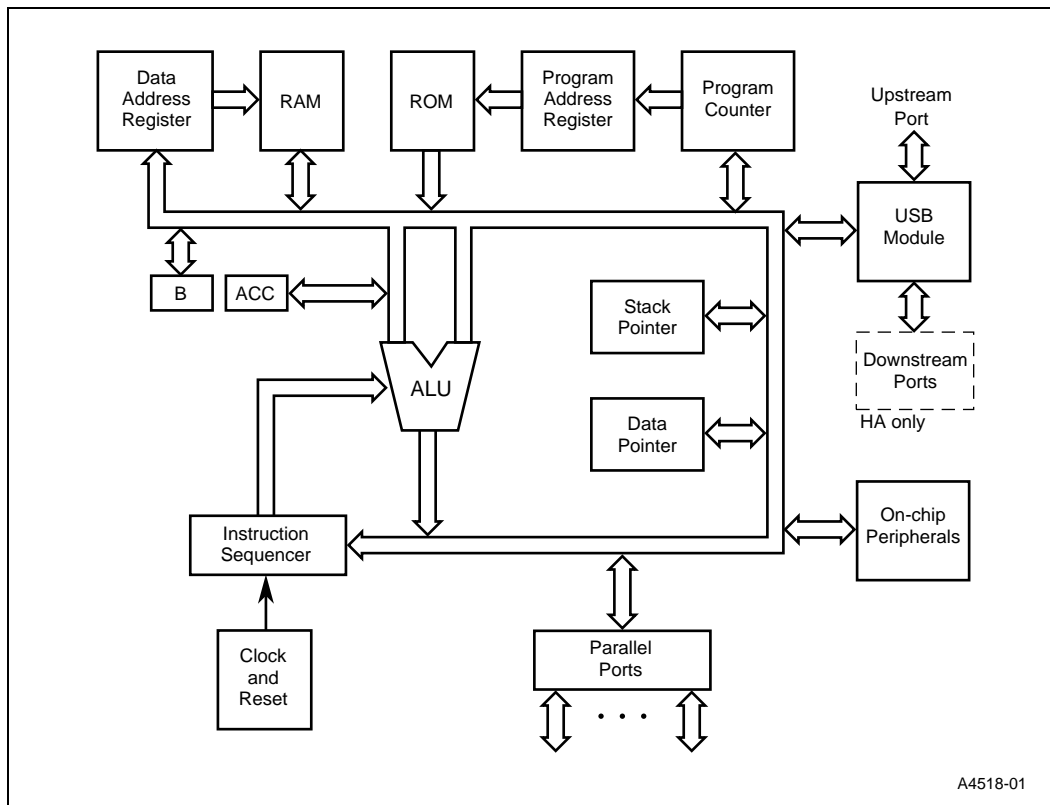 Data
Address
Register
RAM
ROM
Program
Address
Register
Program
Counter
Upstream
Port
USB
Module
B
ACC
Stack
Pointer
Downstream
Ports
HA only
ALU
Data
Pointer
Instruction
Sequencer
On-chip
Peripherals
Clock
and
Reset
Parallel
Ports
. . .
A4518-01